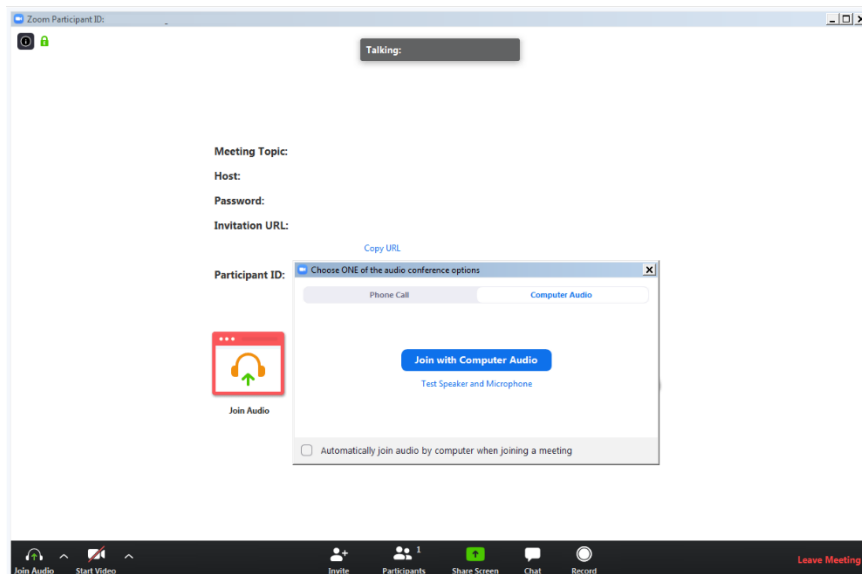 Zoom Participant ID:
Talking:
Meeting Topic:
Host:
Password:
Invitation URL:
Copy URL
Participant ID:
Choose ONE of the audio conference options
Phone Call
Computer Audio
Join with Computer Audio
Test Speaker and Microphone
Join Audio
Automatically join audio by computer when joining a meeting
1
Join Audio
Start Video
Invite
Participants
Share Screen
Chat
Record
Leave Meeting